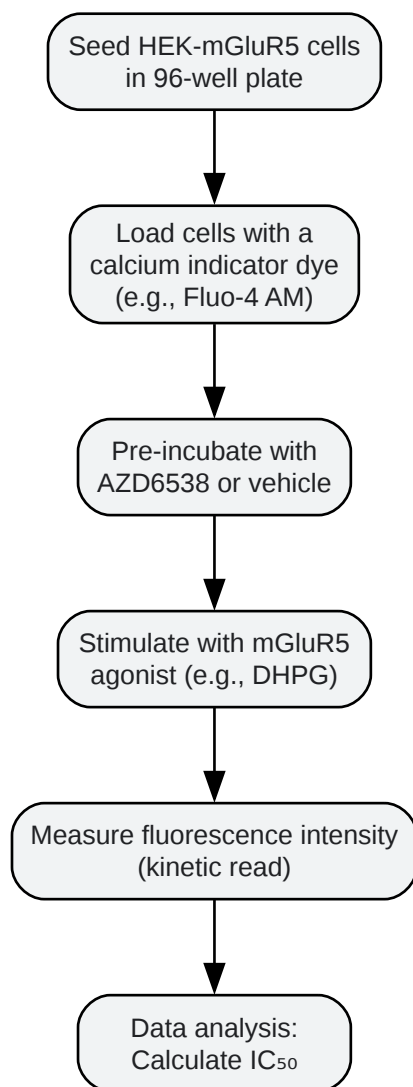 Seed HEK-mGluR5 cells
in 96-well plate
Load cells with a
calcium indicator dye
(e.g., Fluo-4 AM)
Pre-incubate with
AZD6538 or vehicle
Stimulate with mGluR5
agonist (e.g., DHPG)
Measure fluorescence intensity
(kinetic read)
Data analysis:
Calculate IC₅₀